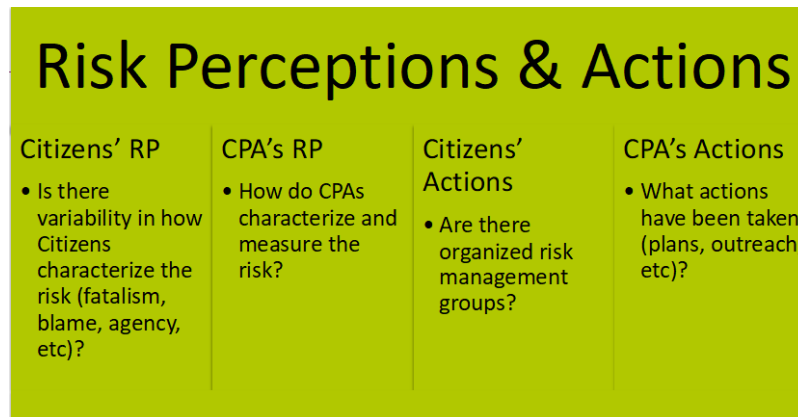 Risk Perceptions & Actions
Citizens’ RP
• Is there
variability in how
Citizens
characterize the
risk (fatalism,
blame, agency,
etc)?
CPA’s RP
• How do CPAs
characterize and
measure the
risk?
Citizens’
Actions
• Are there
organized risk
management
groups?
CPA’s Actions
• What actions
have been taken
(plans, outreach
etc)?